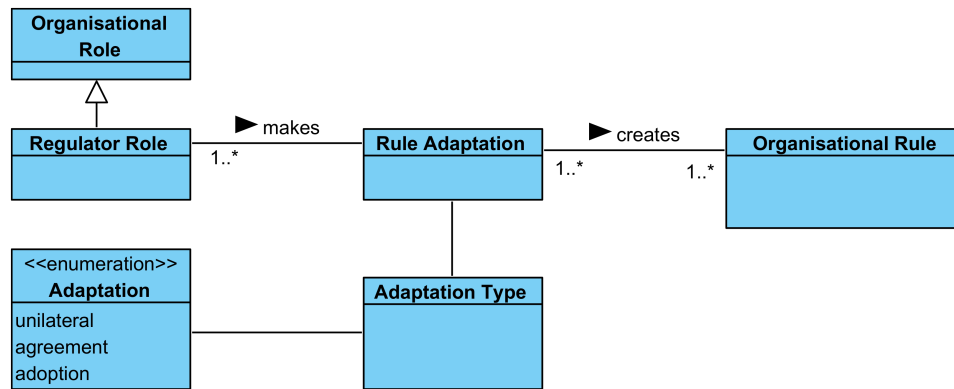 Organisational
Role
Regulator Role
makes
1..*
Rule Adaptation
creates
1..*
1..*
Organisational Rule
<<enumeration>>
Adaptation
unilateral
agreement
adoption
Adaptation Type